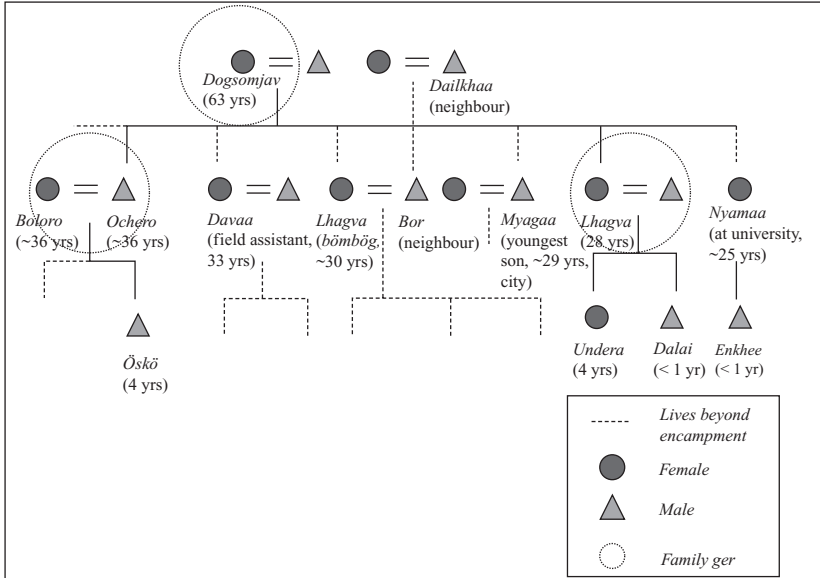 Dogsomjav
(63 yrs)
Dailkhaa
(neighbour)
Boloro
(~36 yrs)
Ochero
(~36 yrs)
Davaa
(field assistant,
33 yrs)
Lhagva
(bömbög,
~30 yrs)
Bor
(neighbour)
Myagaa
(youngest
son, ~29 yrs,
city)
Lhagva
(28 yrs)
Nyamaa
(at university,
~25 yrs)
Öskö
(4 yrs)
Undera
(4 yrs)
Dalai
(< 1 yr)
Enkhee
(< 1 yr)
Lives beyond
encampment
Female
Male
Family ger